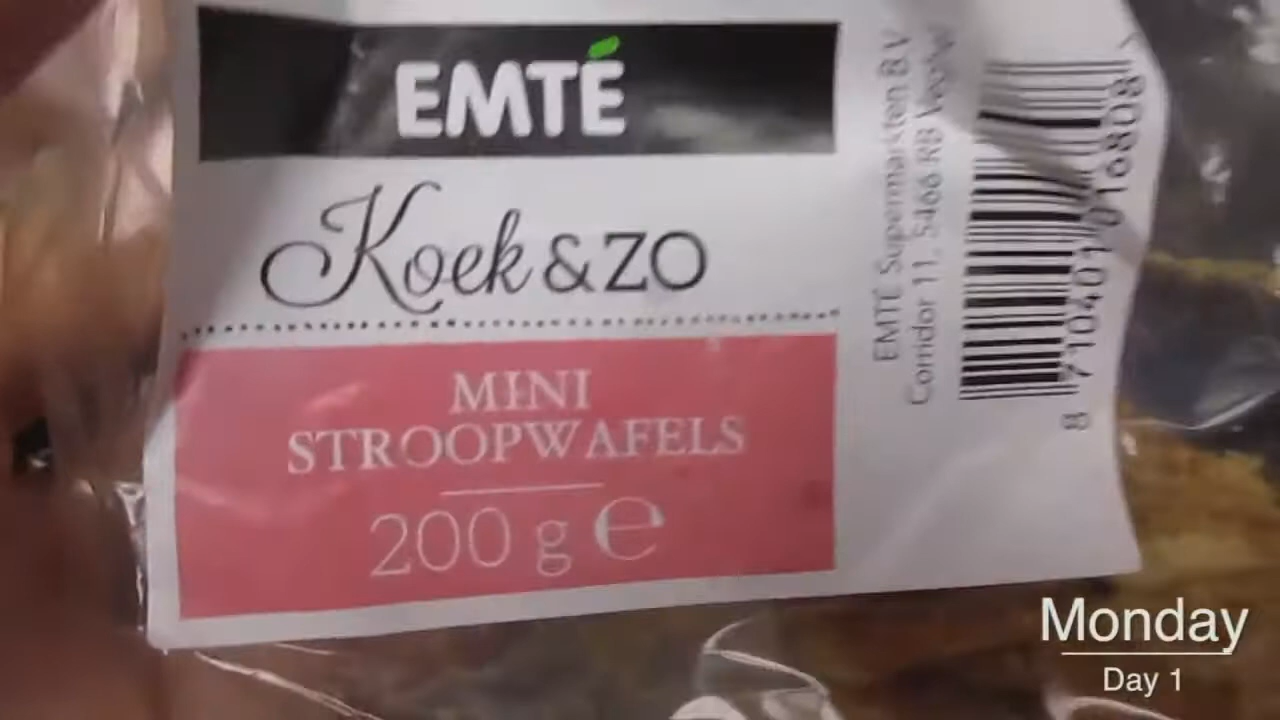 EMTÉ
Koek & ZO
MINI
STROOPWAFELS
200 g e
EMTÉ Supermarkten B.V
Corridor 11, 5466 RB Veghel
8 710401 016808
Monday
Day 1